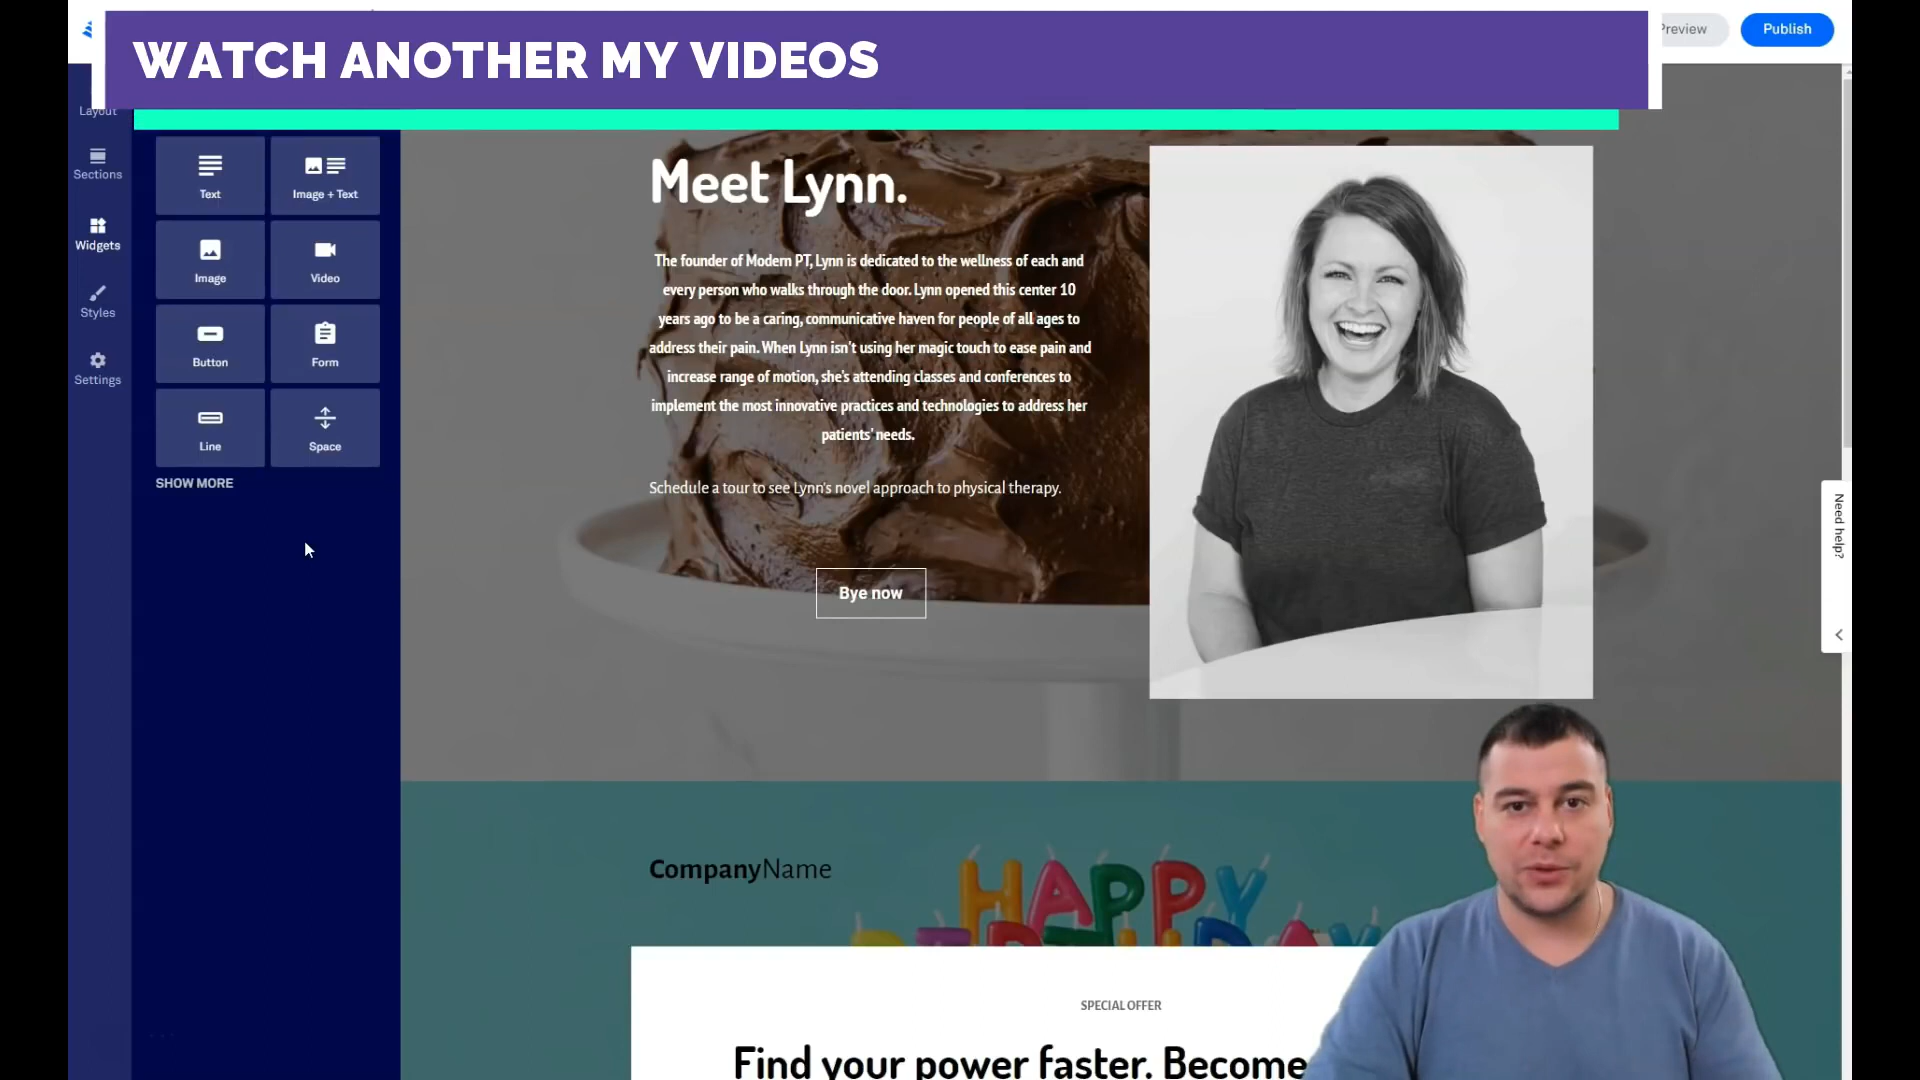 WATCH ANOTHER MY VIDEOS
Preview
Publish
Layout
Sections
Widgets
Styles
Settings
Text
Image + Text
Image
Video
Button
Form
Line
Space
SHOW MORE
Meet Lynn.
The founder of Modern PT, Lynn is dedicated to the wellness of each and
every person who walks through the door. Lynn opened this center 10
years ago to be a caring, communicative haven for people of all ages to
address their pain. When Lynn isn't using her magic touch to ease pain and
increase range of motion, she's attending classes and conferences to
implement the most innovative practices and technologies to address her
patients' needs.
Schedule a tour to see Lynn's novel approach to physical therapy.
Bye now
Need help?
CompanyName
HAPPY
BIRTHDAY
SPECIAL OFFER
Find your power faster. Become